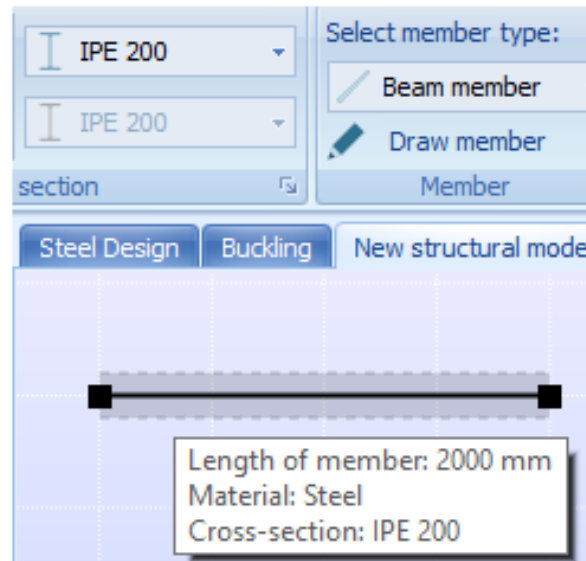 IPE 200
IPE 200
section
Select member type:
Beam member
Draw member
Member
Steel Design
Buckling
New structural mode
Length of member: 2000 mm
Material: Steel
Cross-section: IPE 200